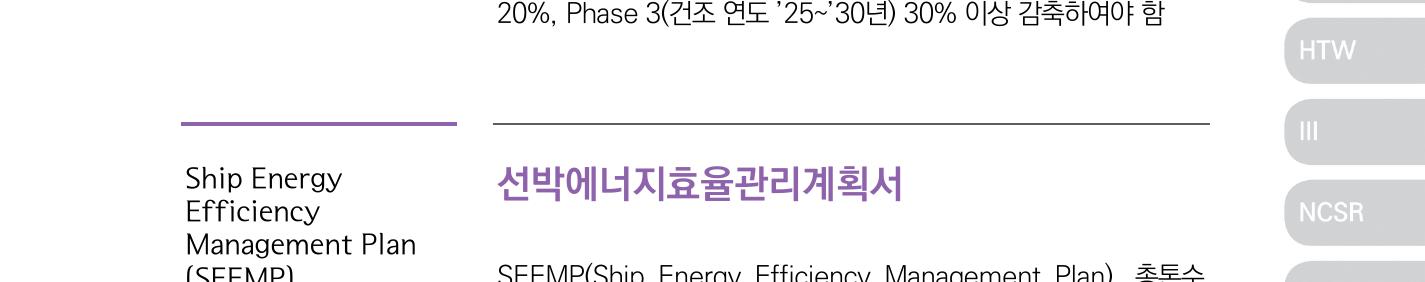 20%, Phase 3(건조 연도 ’25~’30년) 30% 이상 감축하여야 함
HTW
III
NCSR
Ship Energy
Efficiency
Management Plan
(SEEMP)
선박에너지효율관리계획서
SEEMP(Ship Energy Efficiency Management Plan) 총톤수